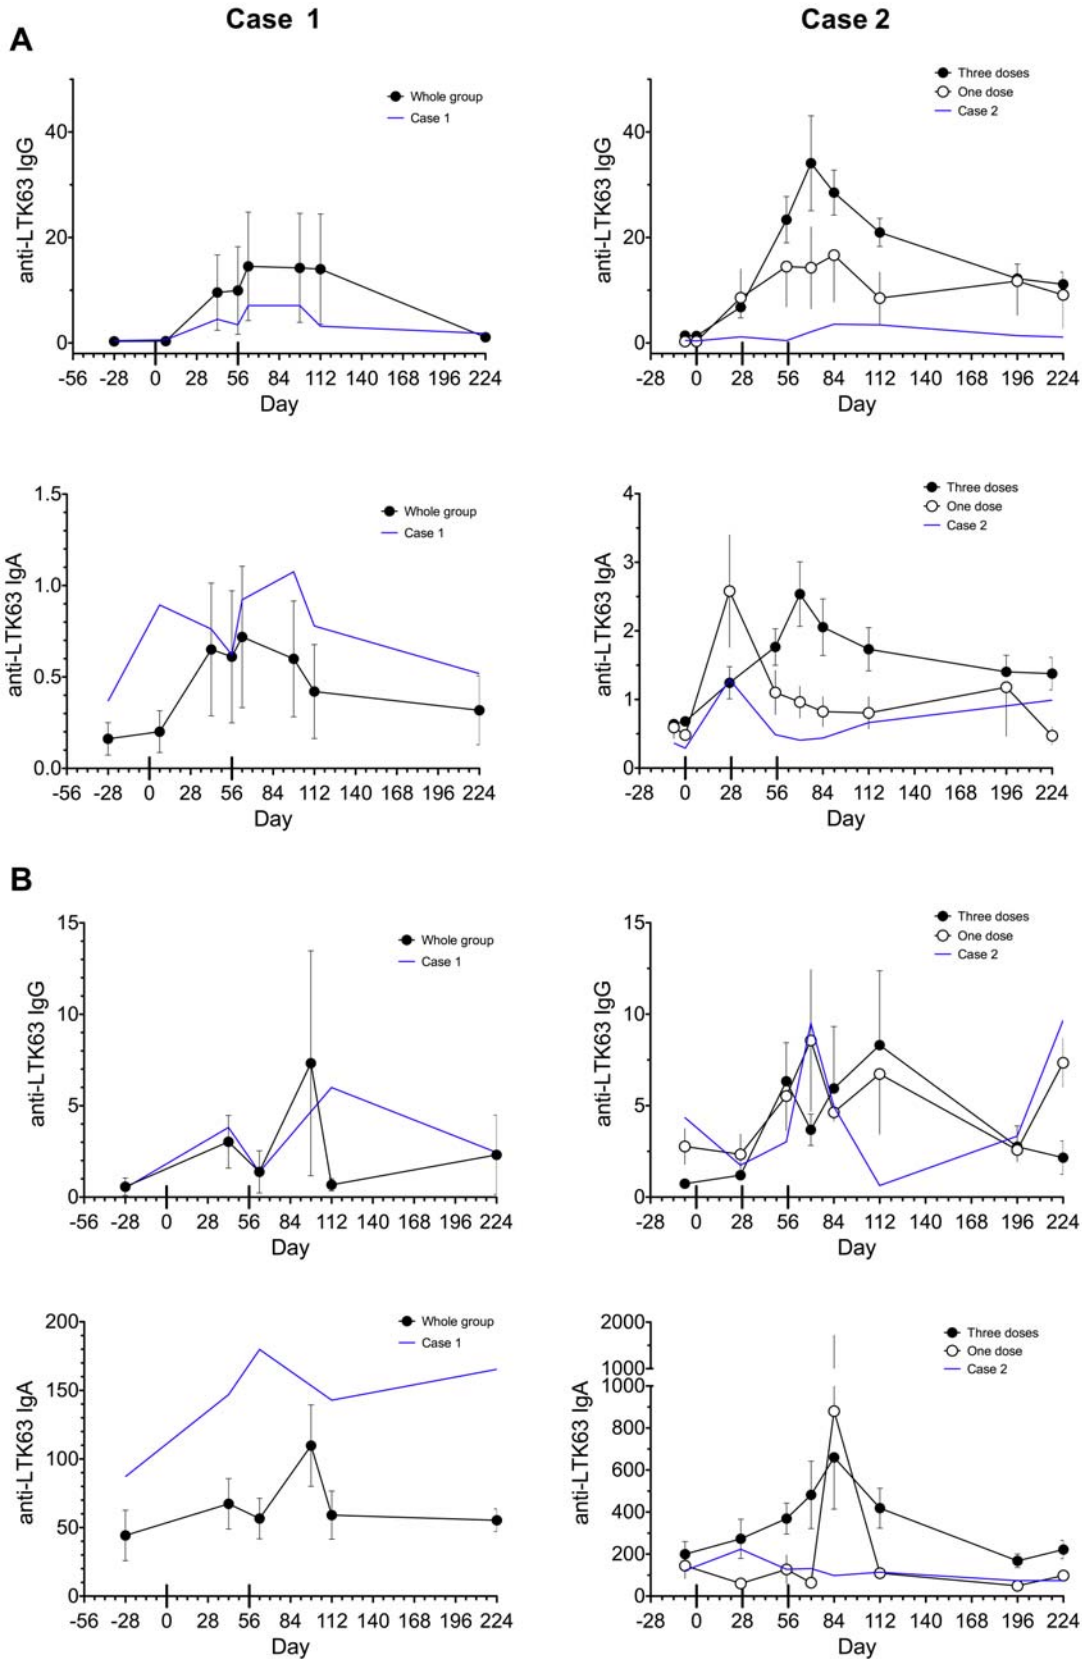 Case 1
Case 2
A
Whole group
Case 1
anti-LTK63 IgG
40
20
0
-56 -28 0 28 56 84 112 140 168 196 224
Day
Three doses
One dose
Case 2
anti-LTK63 IgG
40
20
0
-28 0 28 56 84 112 140 168 196 224
Day
Whole group
Case 1
anti-LTK63 IgA
1.5
1.0
0.5
0.0
-56 -28 0 28 56 84 112 140 168 196 224
Day
Three doses
One dose
Case 2
anti-LTK63 IgA
4
3
2
1
0
-28 0 28 56 84 112 140 168 196 224
Day
B
Whole group
Case 1
anti-LTK63 IgG
15
10
5
0
-56 -28 0 28 56 84 112 140 168 196 224
Day
Three doses
One dose
Case 2
anti-LTK63 IgG
15
10
5
0
-28 0 28 56 84 112 140 168 196 224
Day
Whole group
Case 1
anti-LTK63 IgA
200
150
100
50
0
-56 -28 0 28 56 84 112 140 168 196 224
Day
Three doses
One dose
Case 2
anti-LTK63 IgA
2000
1000
1000
800
600
400
200
0
-28 0 28 56 84 112 140 168 196 224
Day